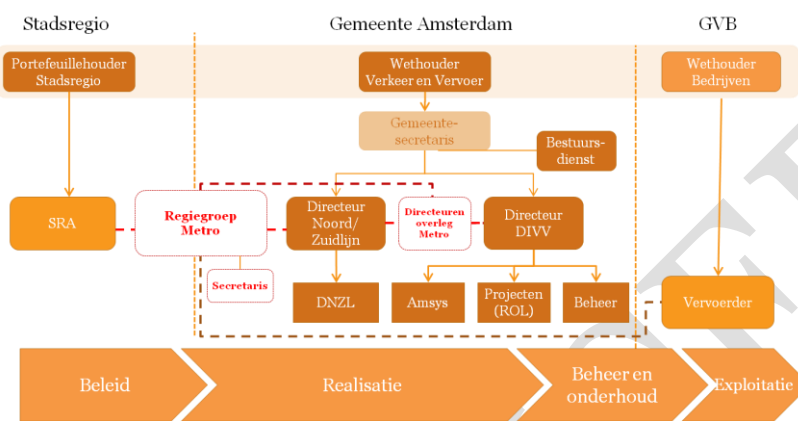 Stadsregio
Gemeente Amsterdam
GVB
Portefeuillehouder
Stadsregio
Wethouder
Verkeer en Vervoer
Wethouder
Bedrijven
Gemeente-
secretaris
Bestuurs-
dienst
SRA
Regiegroep
Metro
Directeur
Noord/
Zuidlijn
Directeuren
overleg
Metro
Directeur
DIVV
Secretaris
DNZL
Amsys
Projecten
(ROL)
Beheer
Vervoerder
Beleid
Realisatie
Beheer en
onderhoud
Exploitatie